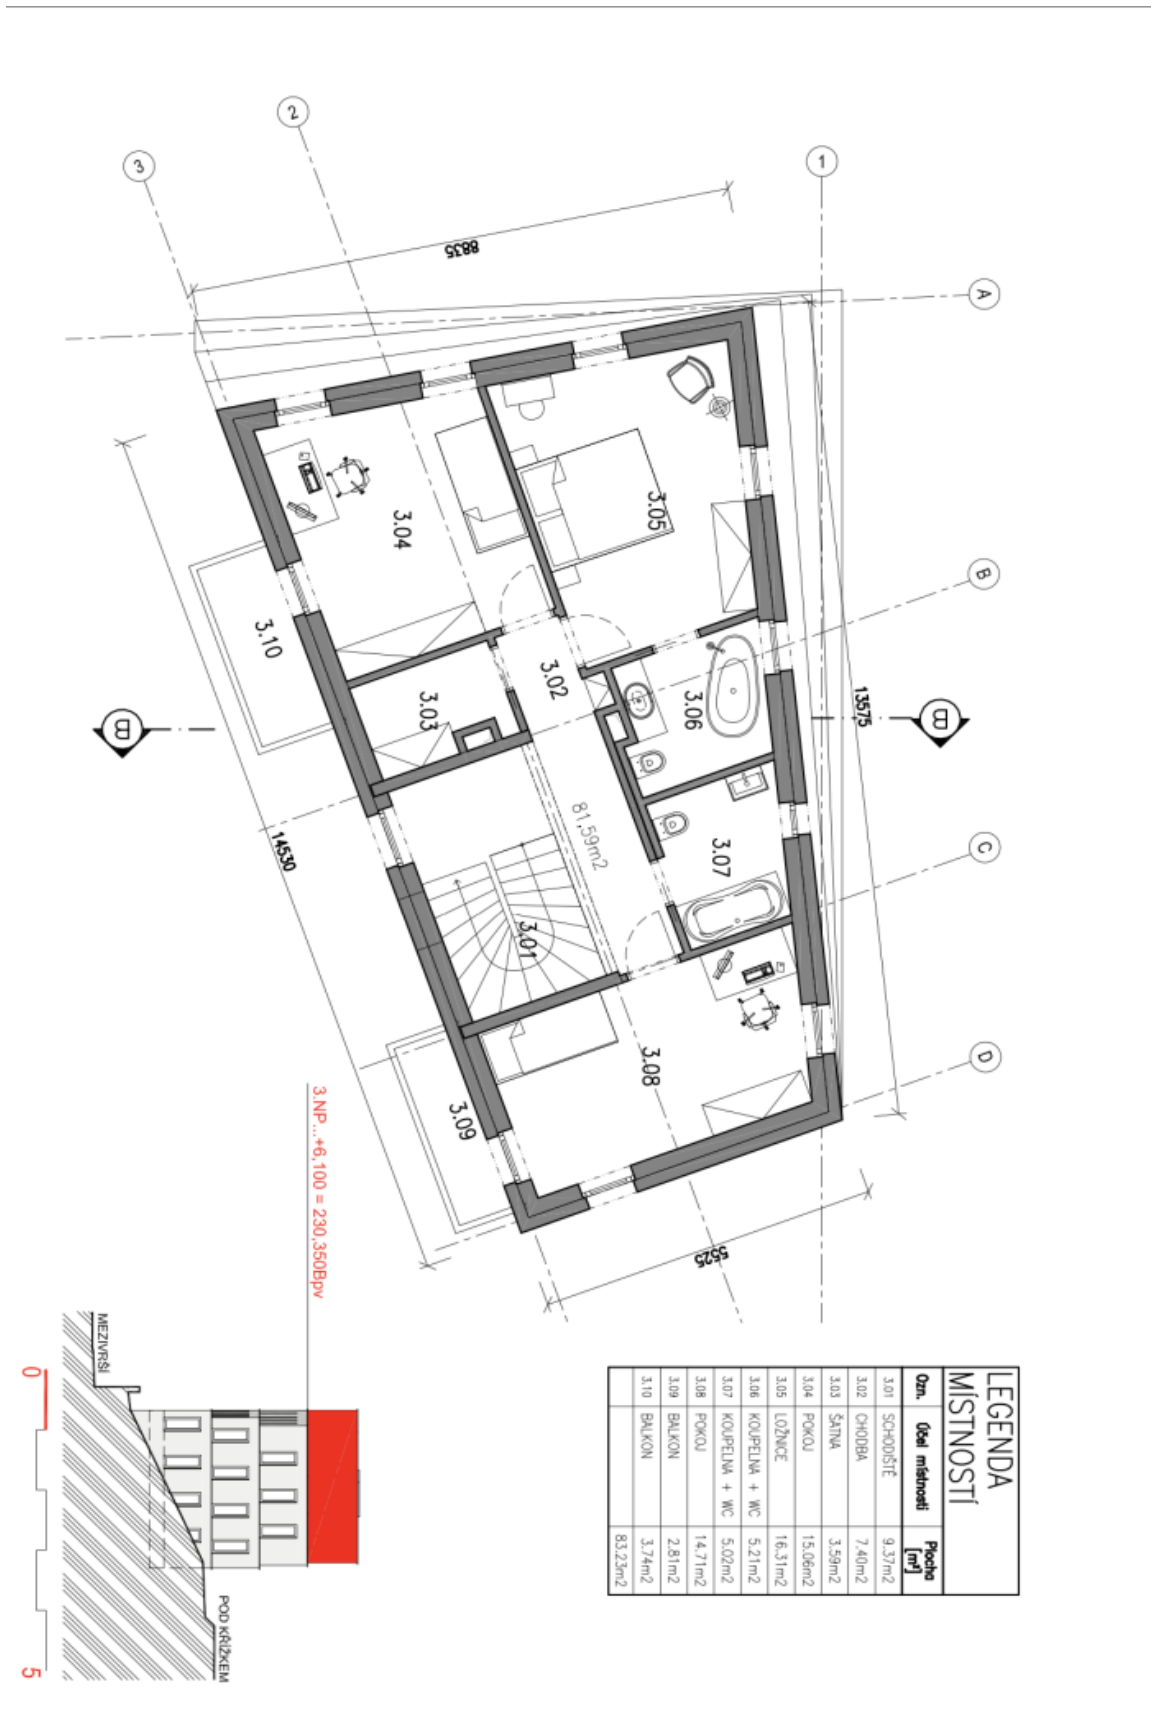 LEGENDA
MÍSTNOSTÍ
Ozn. Účel místnosti Plocha [m²]
3.01 SCHODIŠTĚ 9.37m2
3.02 CHODBA 7.40m2
3.03 ŠATNA 3.59m2
3.04 POKOJ 15.06m2
3.05 LOŽNICE 16.31m2
3.06 KOUPELNA + WC 5.21m2
3.07 KOUPELNA + WC 5.02m2
3.08 POKOJ 14.71m2
3.09 BALKON 2.81m2
3.10 BALKON 3.74m2
83.23m2
1
2
3
A
B
C
D
B
B
8835
13575
14530
5525
3.05
3.04
3.10
3.02
3.03
3.06
81,59m2
3.07
3.01
3.08
3.09
3.NP...+6,100 = 230,350Bpv
MEZIVRŠÍ
POD KŘÍŽKEM
0
5